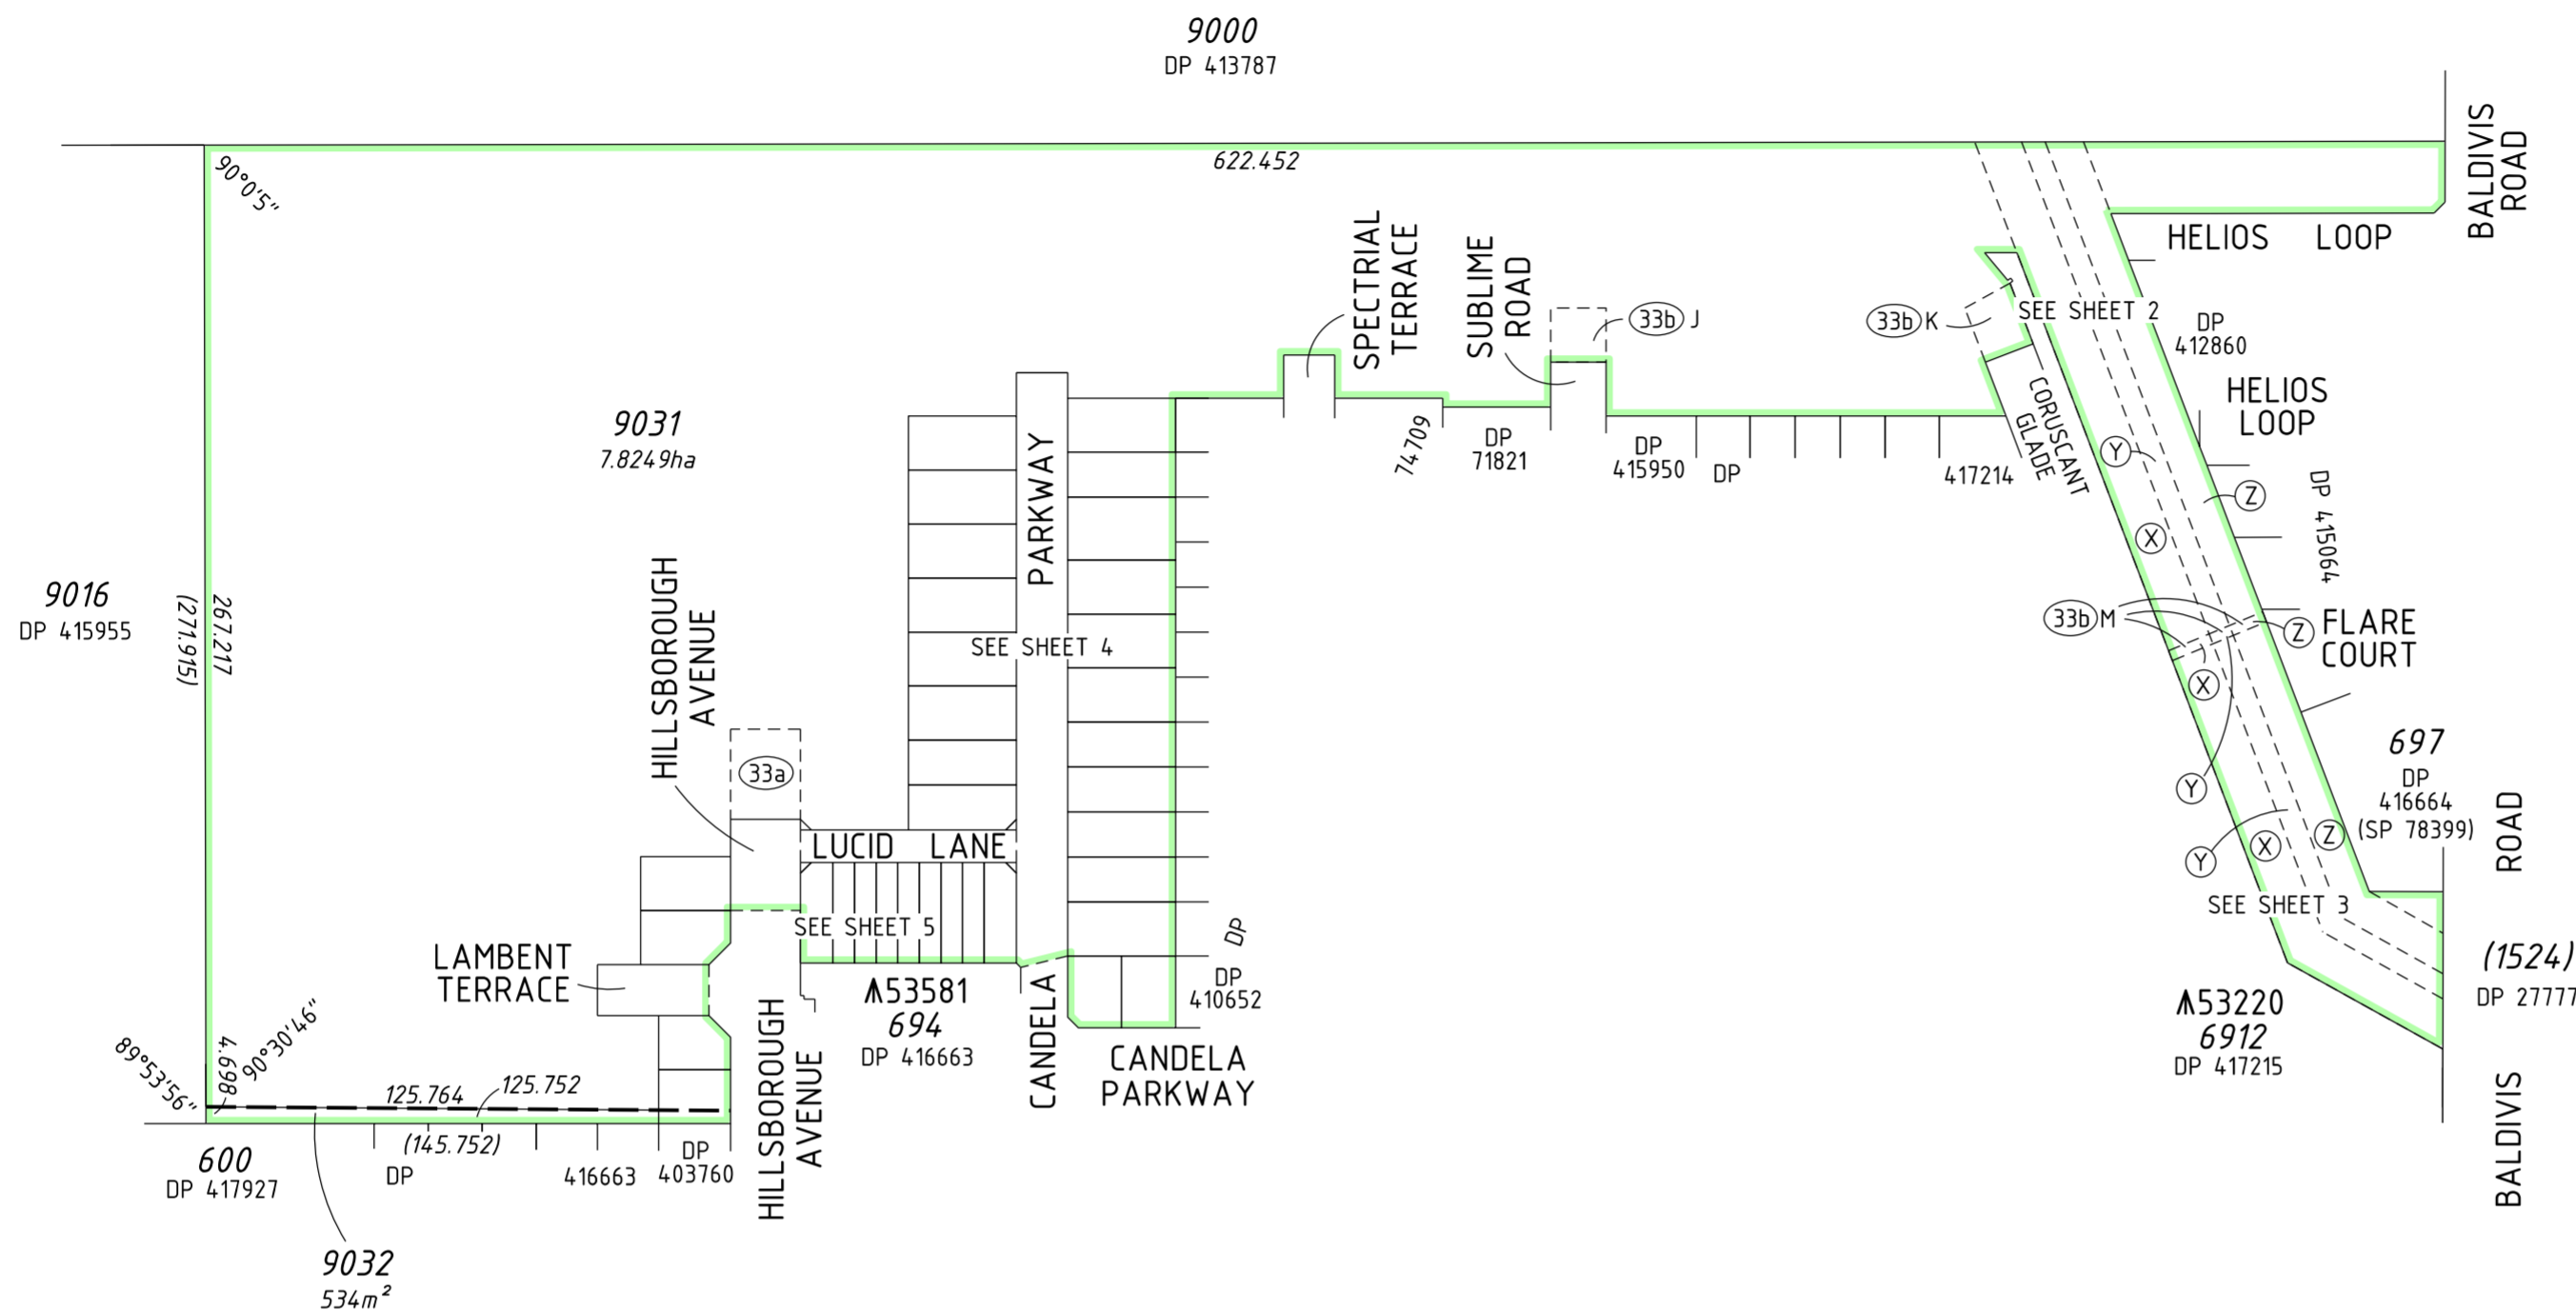 9000
DP 413787
BALDIVIS
ROAD
90°0'5"
622.452
HELIOS LOOP
SPECTRIAL
TERRACE
SUBLIME
ROAD
33b J
33b K
SEE SHEET 2
DP
412860
HELIOS
LOOP
9031
7.8249ha
PARKWAY
74709
DP
71821
DP
415950
DP
417214
CORUSCANT
GLADE
Y
Z
DP 415064
X
9016
DP 415955
(271.915)
267.217
HILLSBOROUGH
AVENUE
SEE SHEET 4
33b M
Z
FLARE
COURT
X
697
DP
416664
(SP 78399)
33a
Y
ROAD
LUCID LANE
Z
X
Y
SEE SHEET 5
SEE SHEET 3
DP
LAMBENT
TERRACE
53581
694
DP 416663
CANDELA
DP
410652
(1524)
DP 27777
53220
6912
DP 417215
HILLSBOROUGH
AVENUE
CANDELA
PARKWAY
89°53'56"
4.698
90°30'46"
125.764
125.752
(145.752)
BALDIVIS
600
DP 417927
DP
416663
DP
403760
9032
534m²